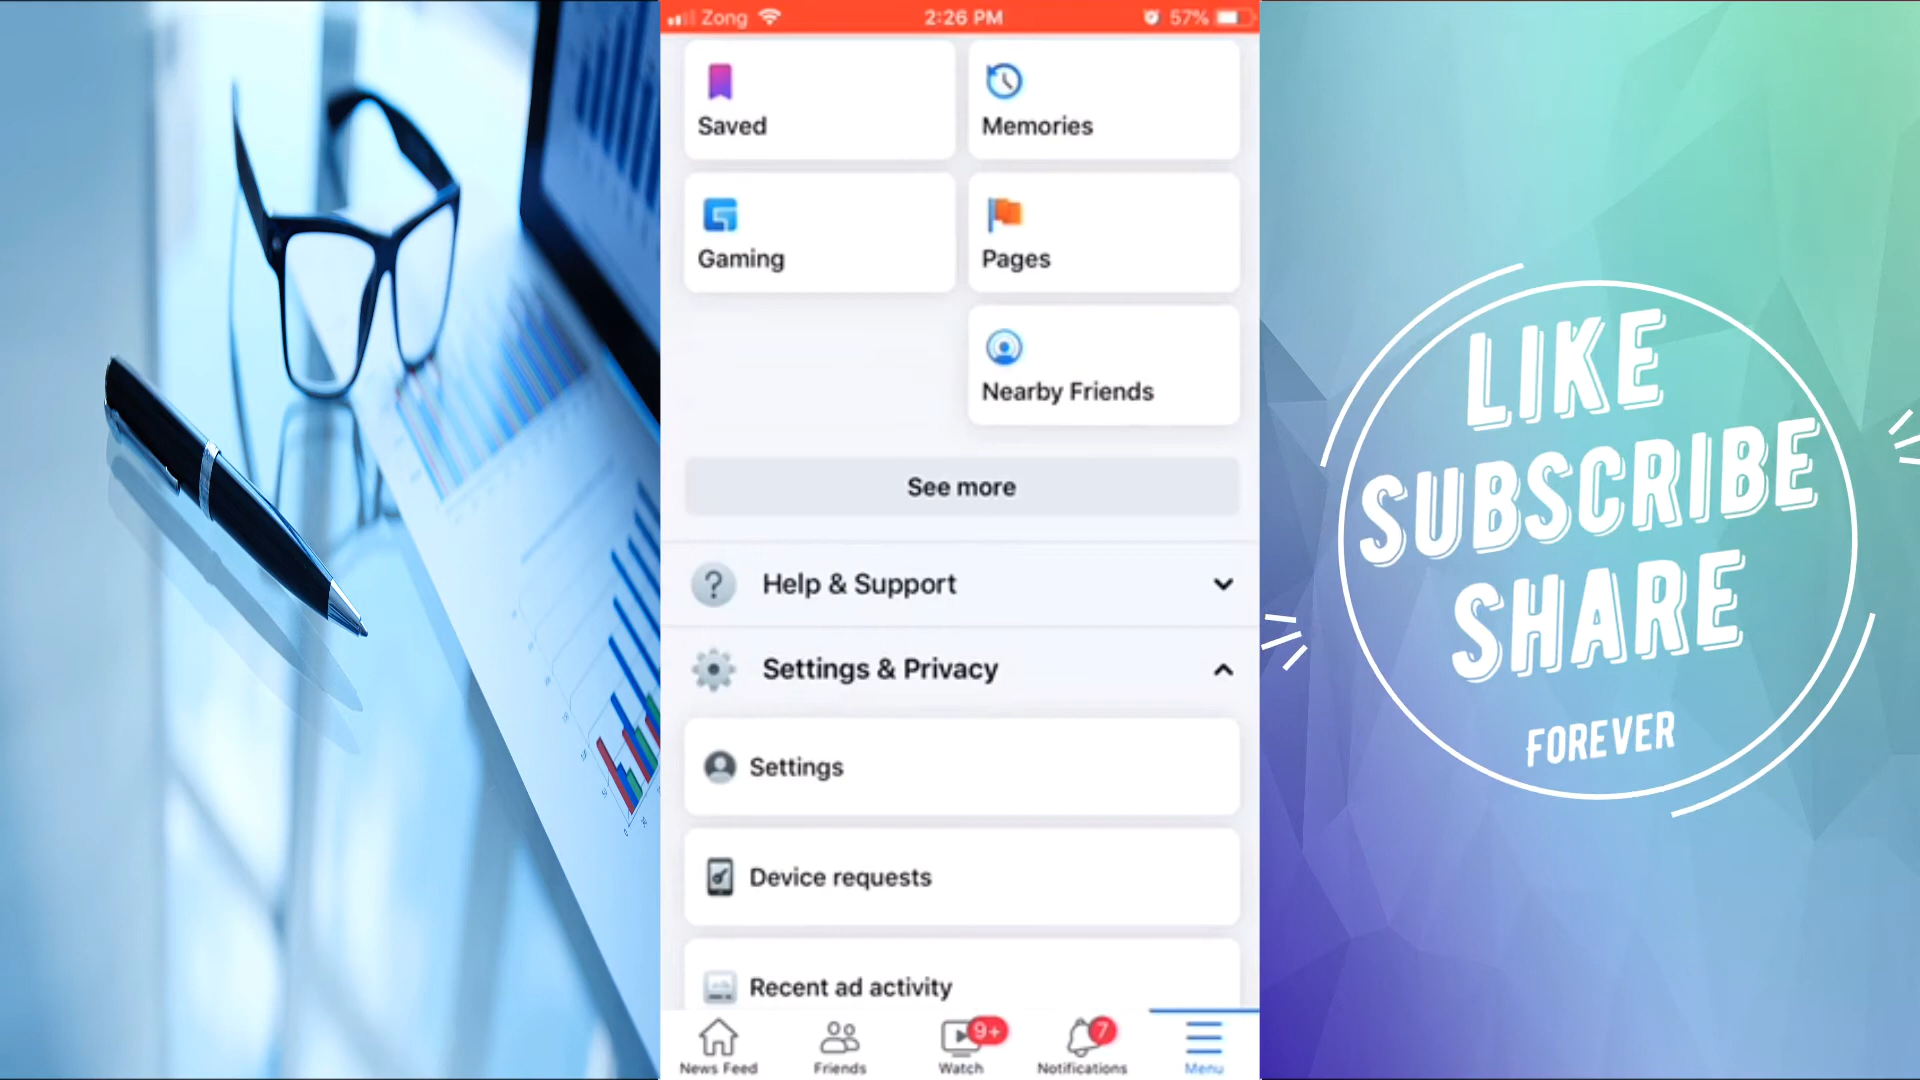 Zong 2:26 PM 57%
Saved
Memories
Gaming
Pages
Nearby Friends
See more
Help & Support
Settings & Privacy
Settings
Device requests
Recent ad activity
9+
7
News Feed
Friends
Watch
Notifications
Menu
LIKE
SUBSCRIBE
SHARE
FOREVER